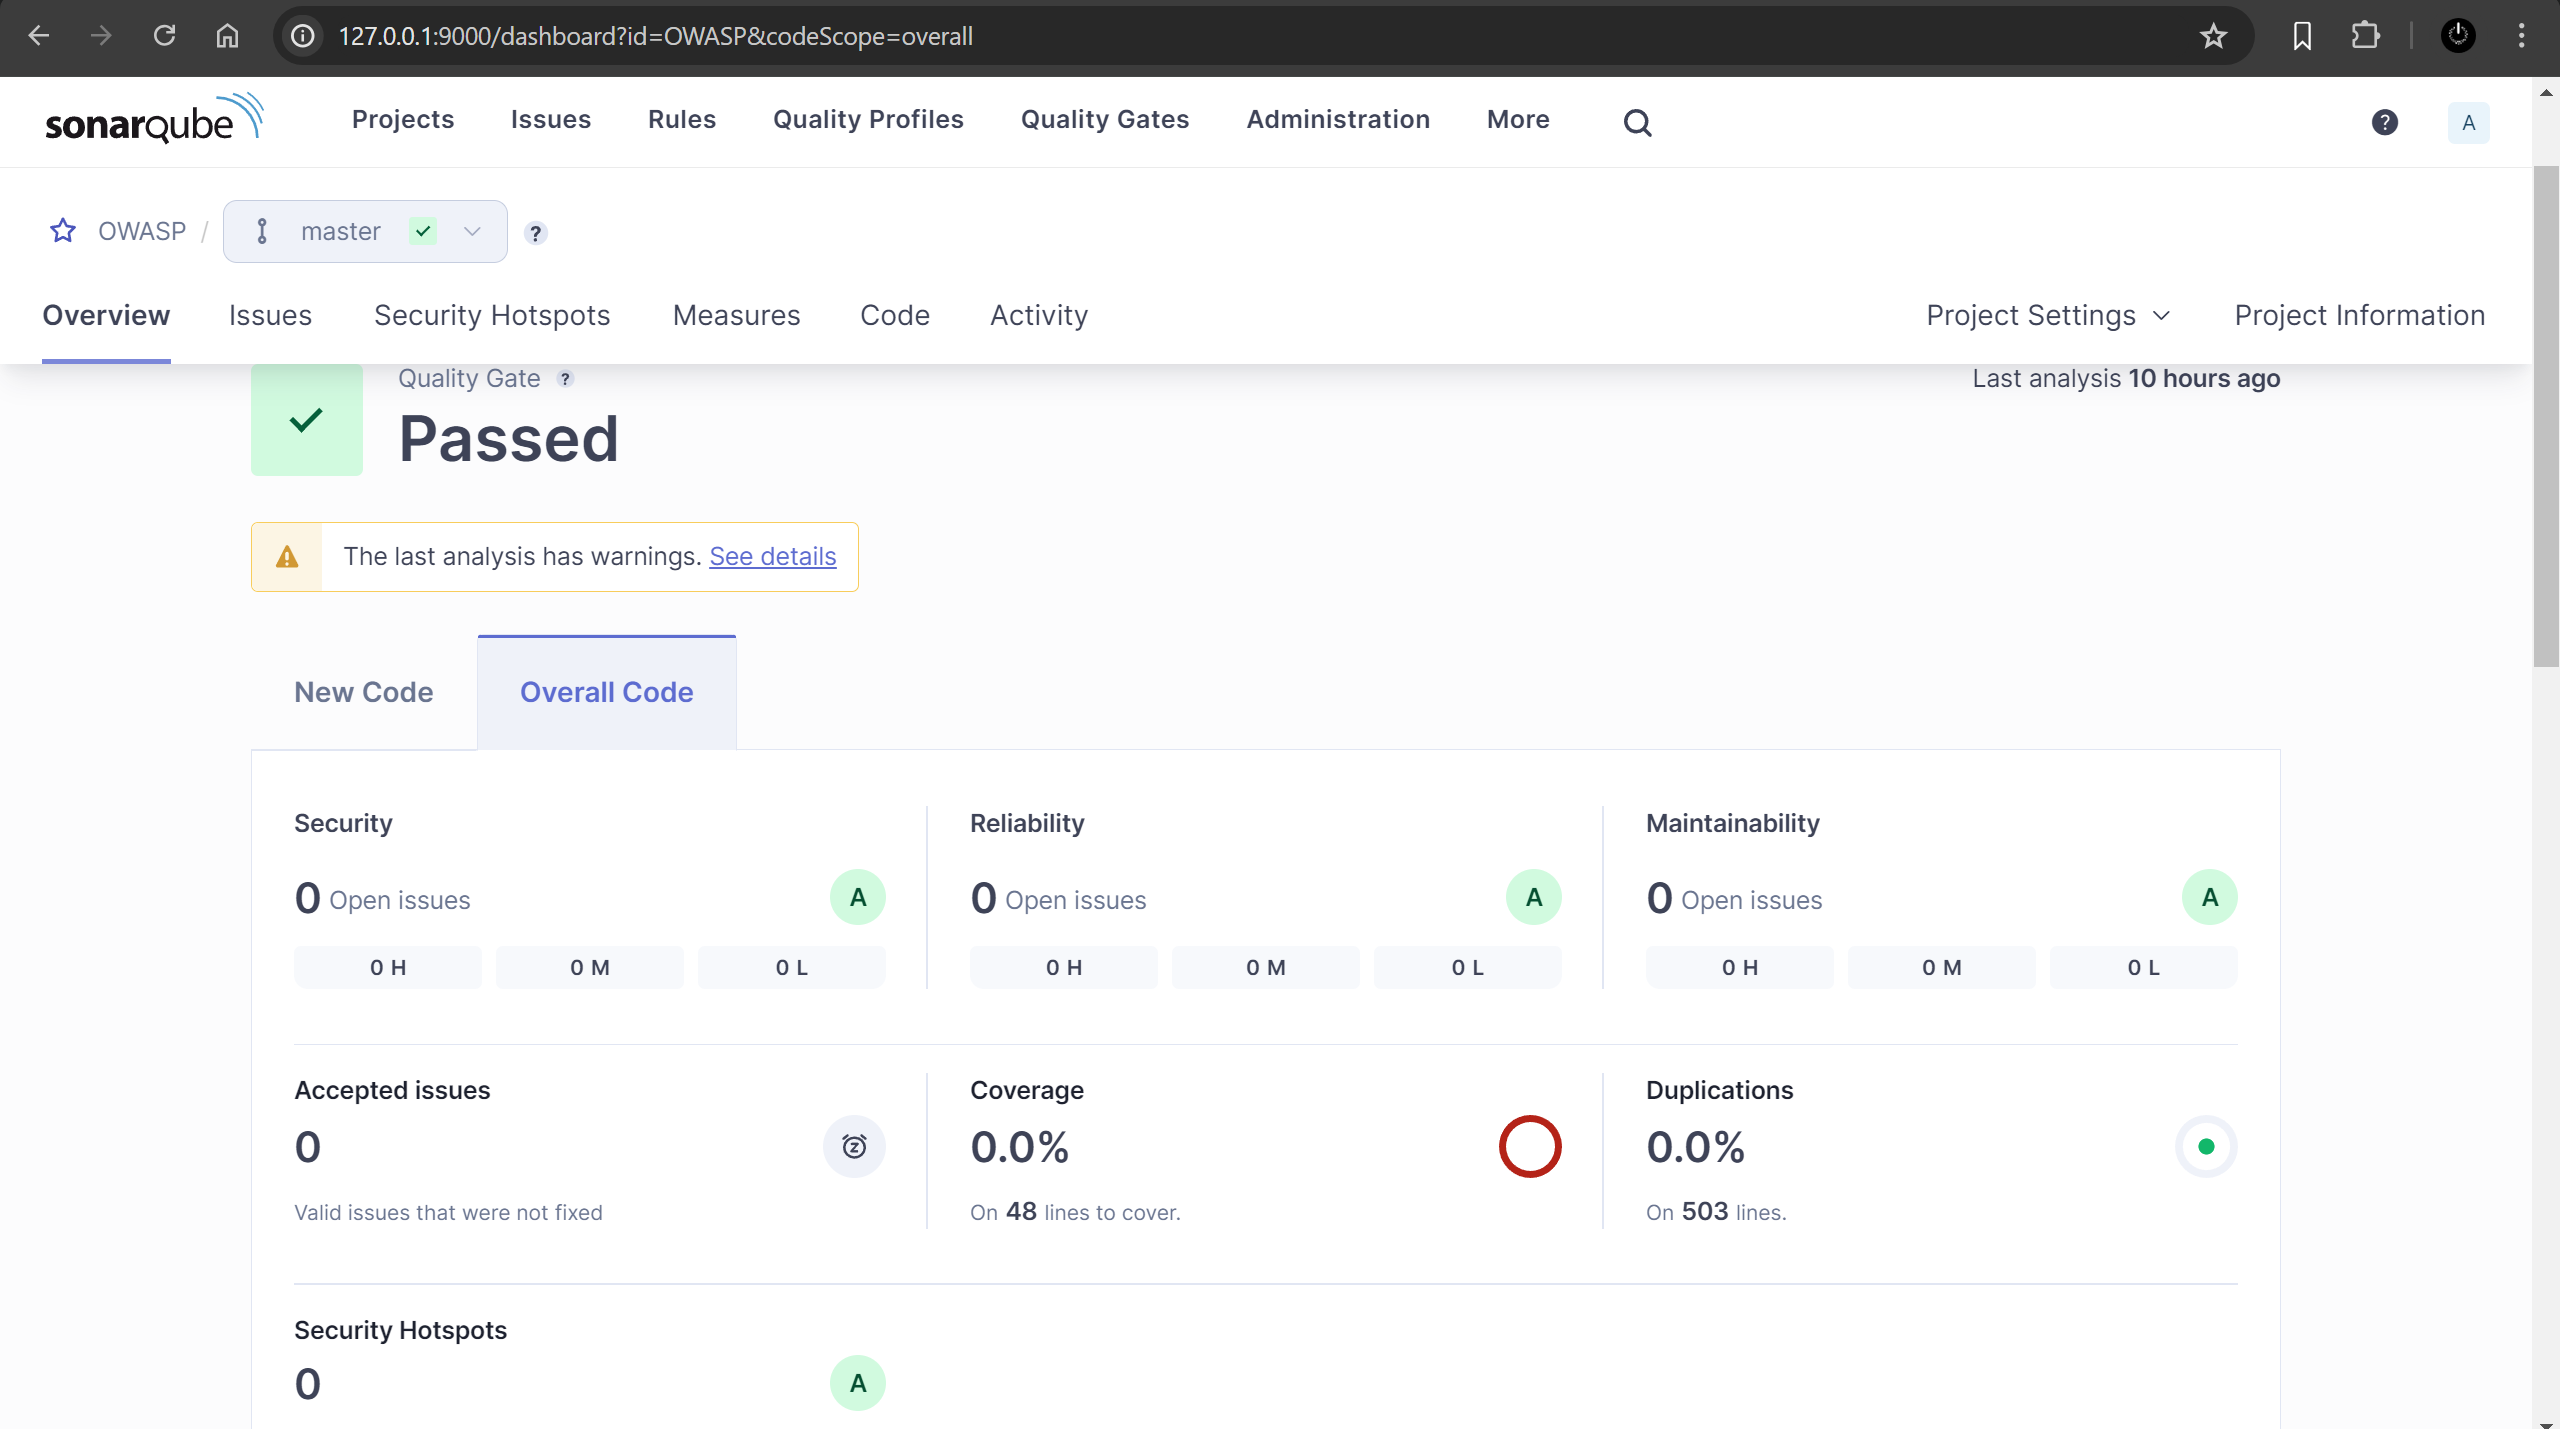 127.0.0.1:9000/dashboard?id=OWASP&codeScope=overall
sonarqube Projects Issues Rules Quality Profiles Quality Gates Administration More ? A
OWASP / master ?
Overview Issues Security Hotspots Measures Code Activity Project Settings Project Information
Quality Gate ? Last analysis 10 hours ago
Passed
The last analysis has warnings. See details
New Code Overall Code
Security Reliability Maintainability
0 Open issues A 0 Open issues A 0 Open issues A
0 H 0 M 0 L 0 H 0 M 0 L 0 H 0 M 0 L
Accepted issues Coverage Duplications
0 z 0.0% 0.0%
Valid issues that were not fixed On 48 lines to cover. On 503 lines.
Security Hotspots
0 A